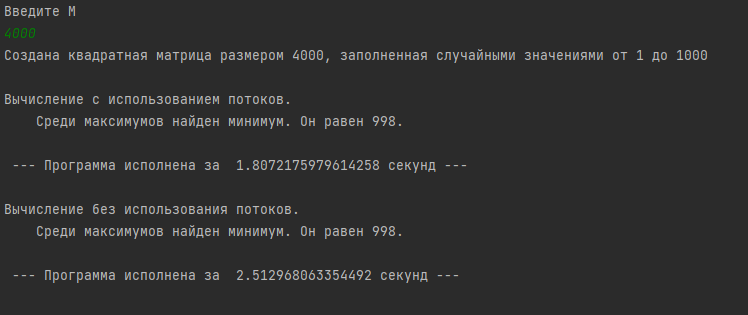 Введите M
4000
Создана квадратная матрица размером 4000, заполненная случайными значениями от 1 до 1000
Вычисление с использованием потоков.
Среди максимумов найден минимум. Он равен 998.
--- Программа исполнена за  1.8072175979614258 секунд ---
Вычисление без использования потоков.
Среди максимумов найден минимум. Он равен 998.
--- Программа исполнена за  2.512968063354492 секунд ---